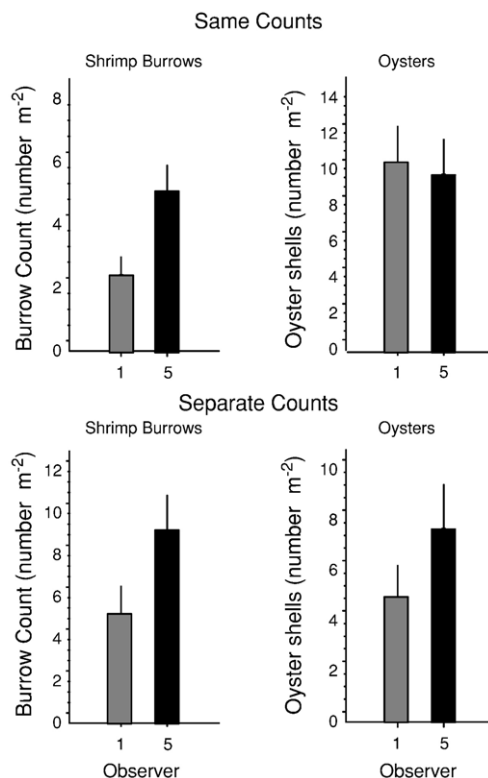 Same Counts
Shrimp Burrows
Burrow Count (number m-2)
8
6
4
2
0
1 5
Oysters
Oyster shells (number m-2)
14
12
10
8
6
4
2
0
1 5
Separate Counts
Shrimp Burrows
Burrow Count (number m-2)
12
10
8
6
4
2
0
1 5
Observer
Oysters
Oyster shells (number m-2)
10
8
6
4
2
0
1 5
Observer